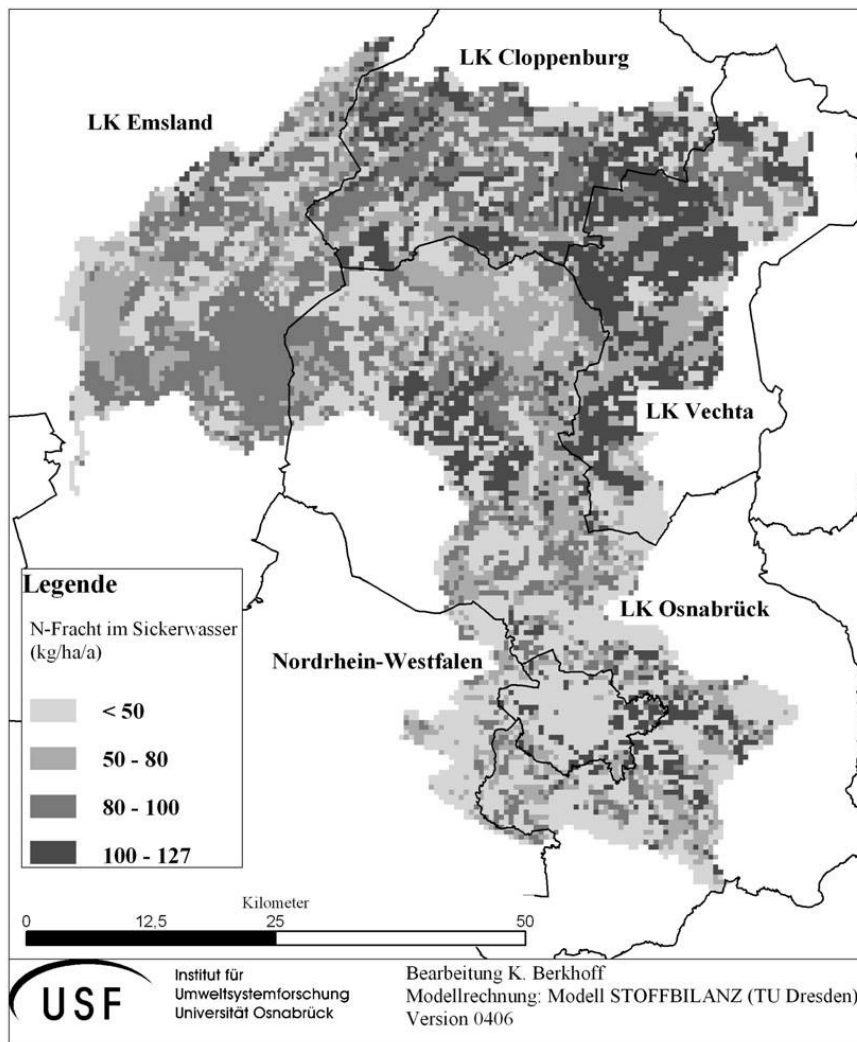 LK Cloppenburg
LK Emsland
LK Vechta
LK Osnabrück
Nordrhein-Westfalen
Legende
N-Fracht im Sickerwasser
(kg/ha/a)
< 50
50 - 80
80 - 100
100 - 127
Kilometer
0 12,5 25 50
USF
Institut für
Umweltsystemforschung
Universität Osnabrück
Bearbeitung K. Berkhoff
Modellrechnung: Modell STOFFBILANZ (TU Dresden)
Version 0406